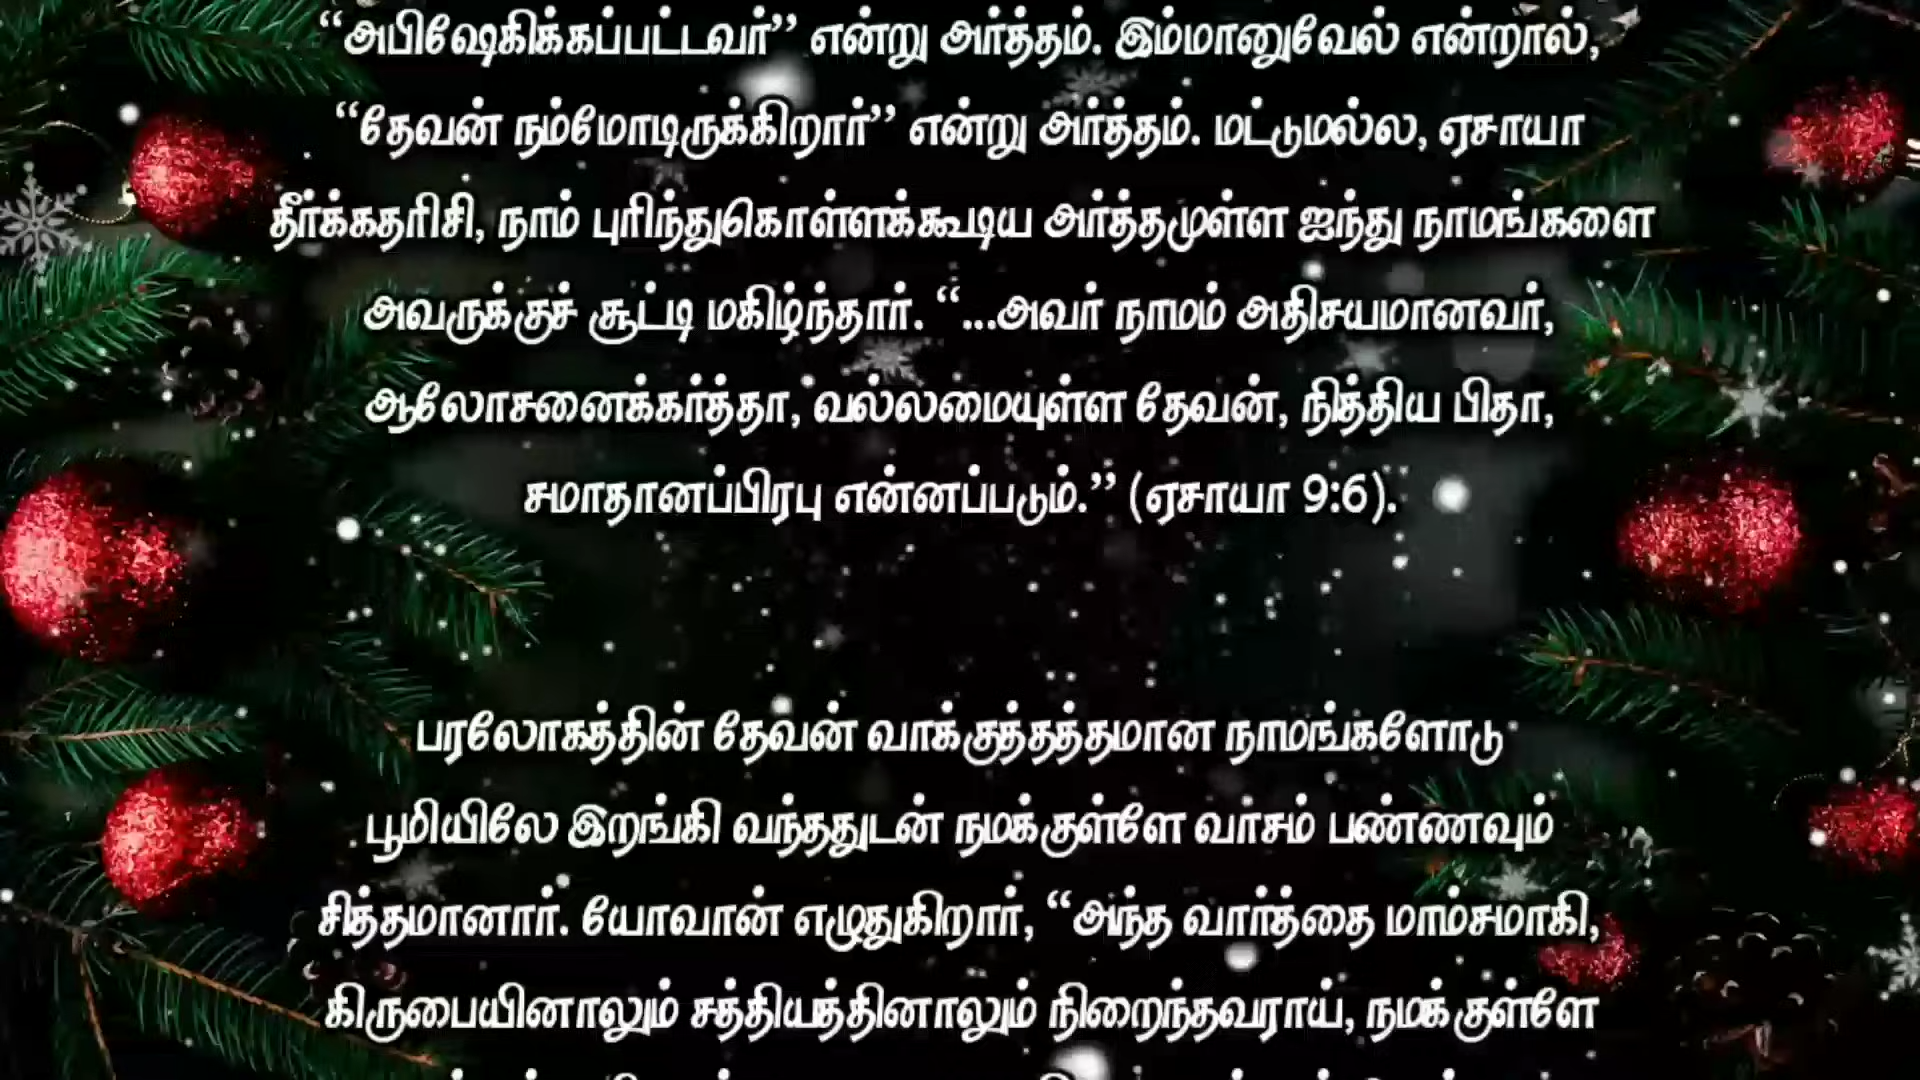 “அபிஷேகிக்கப்பட்டவர்” என்று அர்த்தம். இம்மானுவேல் என்றால்,
“தேவன் நம்மோடிருக்கிறார்” என்று அர்த்தம். மட்டுமல்ல, ஏசாயா
தீர்க்கதரிசி, நாம் புரிந்துகொள்ளக்கூடிய அர்த்தமுள்ள ஐந்து நாமங்களை
அவருக்குச் சூட்டி மகிழ்ந்தார். “...அவர் நாமம் அதிசயமானவர்,
ஆலோசனைக்கர்த்தா, வல்லமையுள்ள தேவன், நித்திய பிதா,
சமாதானப்பிரபு என்னப்படும்.” (ஏசாயா 9:6).
பரலோகத்தின் தேவன் வாக்குத்தத்தமான நாமங்களோடு
பூமியிலே இறங்கி வந்ததுடன் நமக்குள்ளே வாசம் பண்ணவும்
சித்தமானார். யோவான் எழுதுகிறார், “அந்த வார்த்தை மாம்சமாகி,
கிருபையினாலும் சத்தியத்தினாலும் நிறைந்தவராய், நமக்குள்ளே